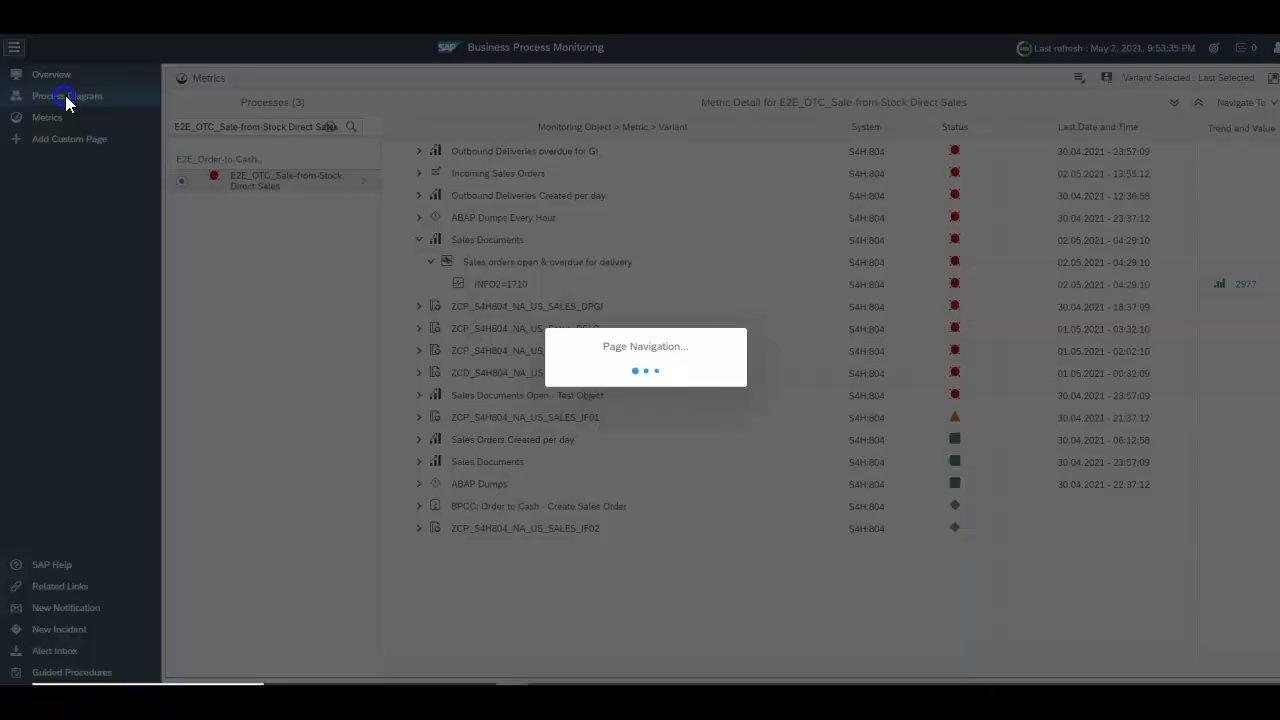 SAP Business Process Monitoring
Last refresh : May 2, 2021, 9:53:35 PM
0
Overview
Process Diagram
Metrics
Add Custom Page
SAP Help
Related Links
New Notification
New Incident
Alert Inbox
Guided Procedures
Metrics
Variant Selected : Last Selected
Processes (3)
Metric Detail for E2E_OTC_Sale-from-Stock Direct Sales
Navigate To
E2E_OTC_Sale-from-Stock Direct Sales
E2E_Order-to-Cash...
E2E_OTC_Sale-from-Stock
Direct Sales
Monitoring Object > Metric > Variant System Status Last Date and Time Trend and Value
Outbound Deliveries overdue for GI S4H:804 30.04.2021 - 23:57:09
Incoming Sales Orders S4H:804 02.05.2021 - 13:55:12
Outbound Deliveries Created per day S4H:804 30.04.2021 - 12:36:58
ABAP Dumps Every Hour S4H:804 30.04.2021 - 23:37:12
Sales Documents S4H:804 02.05.2021 - 04:29:10
Sales orders open & overdue for delivery S4H:804 02.05.2021 - 04:29:10
INFO2=1710 S4H:804 02.05.2021 - 04:29:10 2977
ZCP_S4H804_NA_US_SALES_DPGI S4H:804 30.04.2021 - 18:37:09
ZCP_S4H804_NA_US_Sales S4H:804 01.05.2021 - 03:32:10
ZCP_S4H804_NA_US S4H:804 01.05.2021 - 02:02:10
ZCD_S4H804_NA_US S4H:804 01.05.2021 - 00:32:09
Sales Documents Open - Test Object S4H:804 30.04.2021 - 23:57:09
ZCP_S4H804_NA_US_SALES_IF01 S4H:804 30.04.2021 - 21:37:12
Sales Orders Created per day S4H:804 30.04.2021 - 06:12:58
Sales Documents S4H:804 30.04.2021 - 23:57:09
ABAP Dumps S4H:804 30.04.2021 - 22:37:12
BPCC: Order to Cash - Create Sales Order S4H:804
ZCP_S4H804_NA_US_SALES_IF02 S4H:804
Page Navigation...